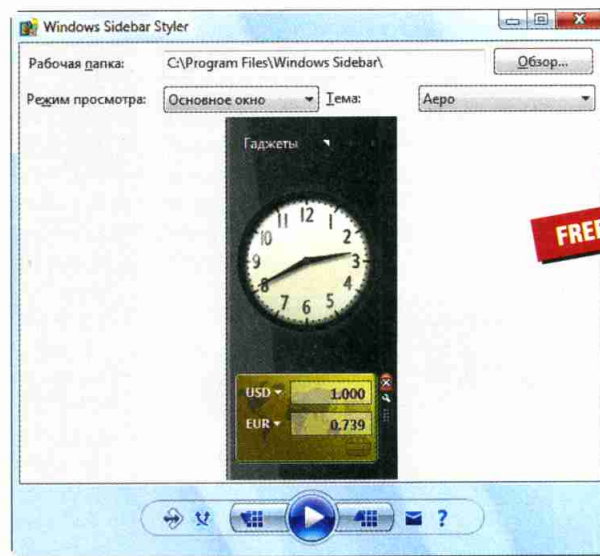 Windows Sidebar Styler
Рабочая папка: C:\Program Files\Windows Sidebar\ Обзор...
Режим просмотра: Основное окно Тема: Аеро
Гаджеты
11 12 1
10 2
9 3
8 4
7 6 5
USD 1.000
EUR 0.739
FREE
?